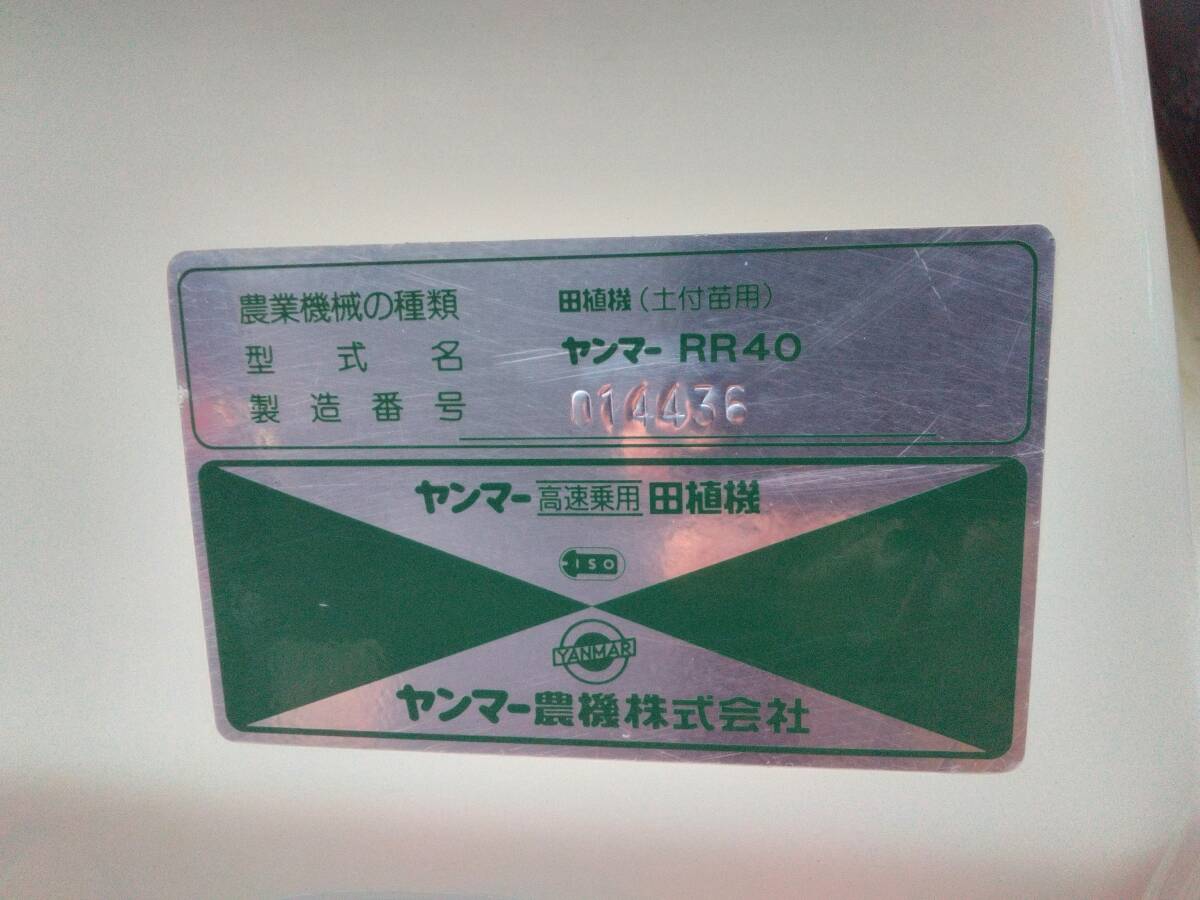 農業機械の種類 田植機(土付苗用)
型式名 ヤンマー RR40
製造番号 014436
ヤンマー高速乗用田植機
ISO
YANMAR
ヤンマー農機株式会社